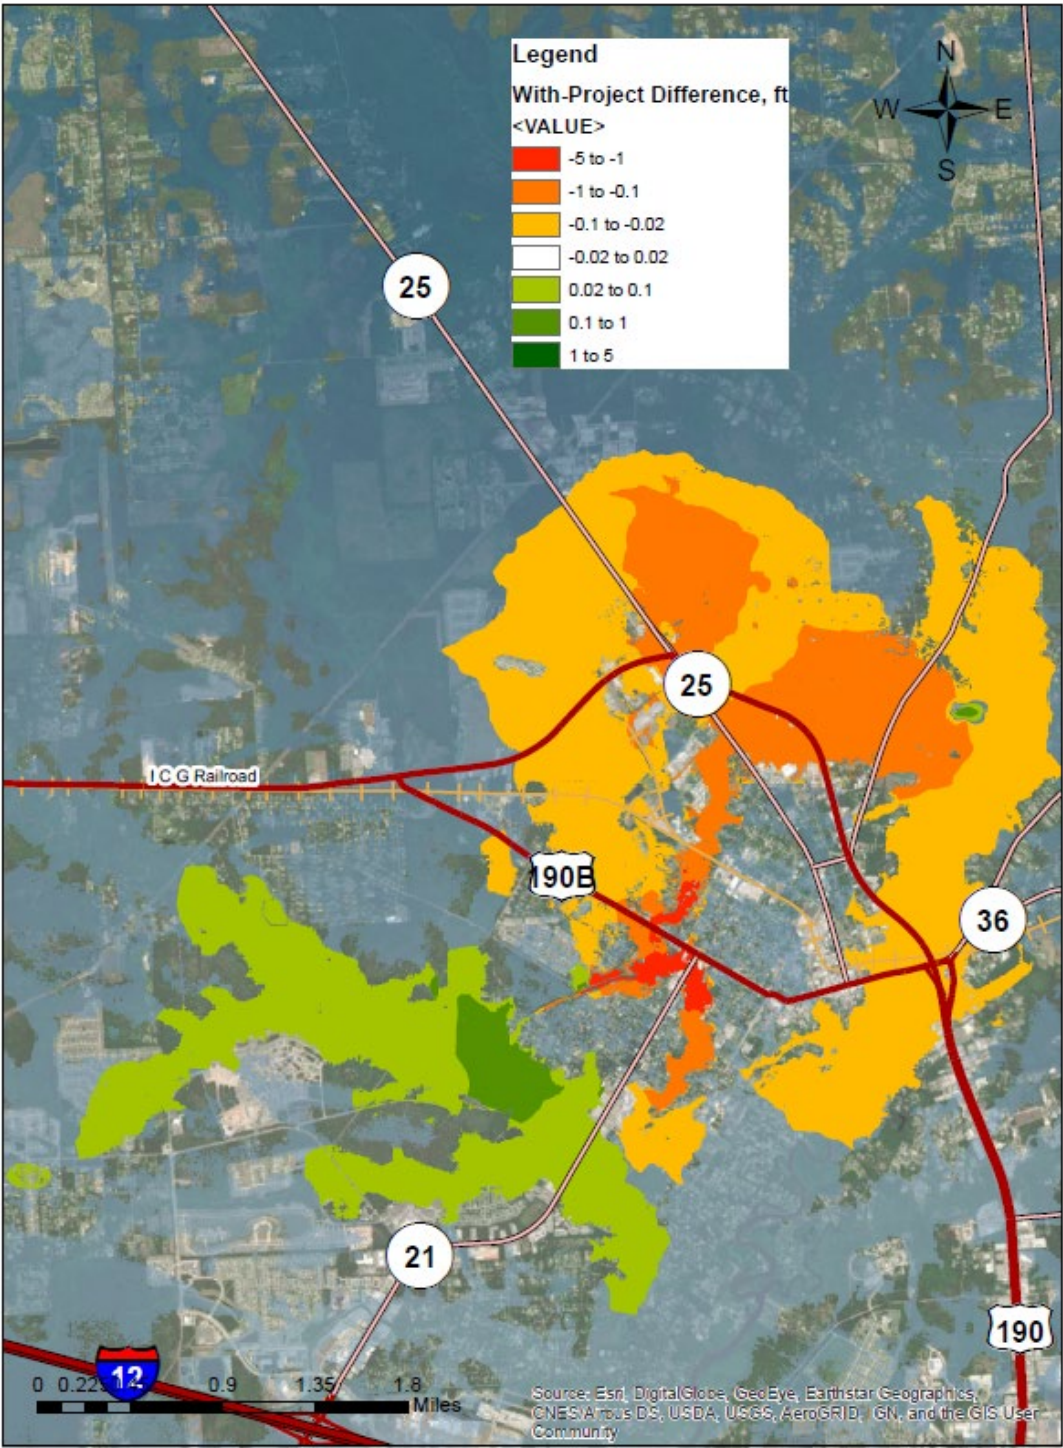 Legend
With-Project Difference, ft
<VALUE>
-5 to -1
-1 to -0.1
-0.1 to -0.02
-0.02 to 0.02
0.02 to 0.1
0.1 to 1
1 to 5
N
W E
S
25
25
I C G Railroad
190B
36
21
190
12
0 0.9 1.35 1.8
Miles
Source: Esri, DigitalGlobe, GeoEye, Earthstar Geographics,
CNES/Airbus DS, USDA, USGS, AeroGRID, IGN, and the GIS User
Community